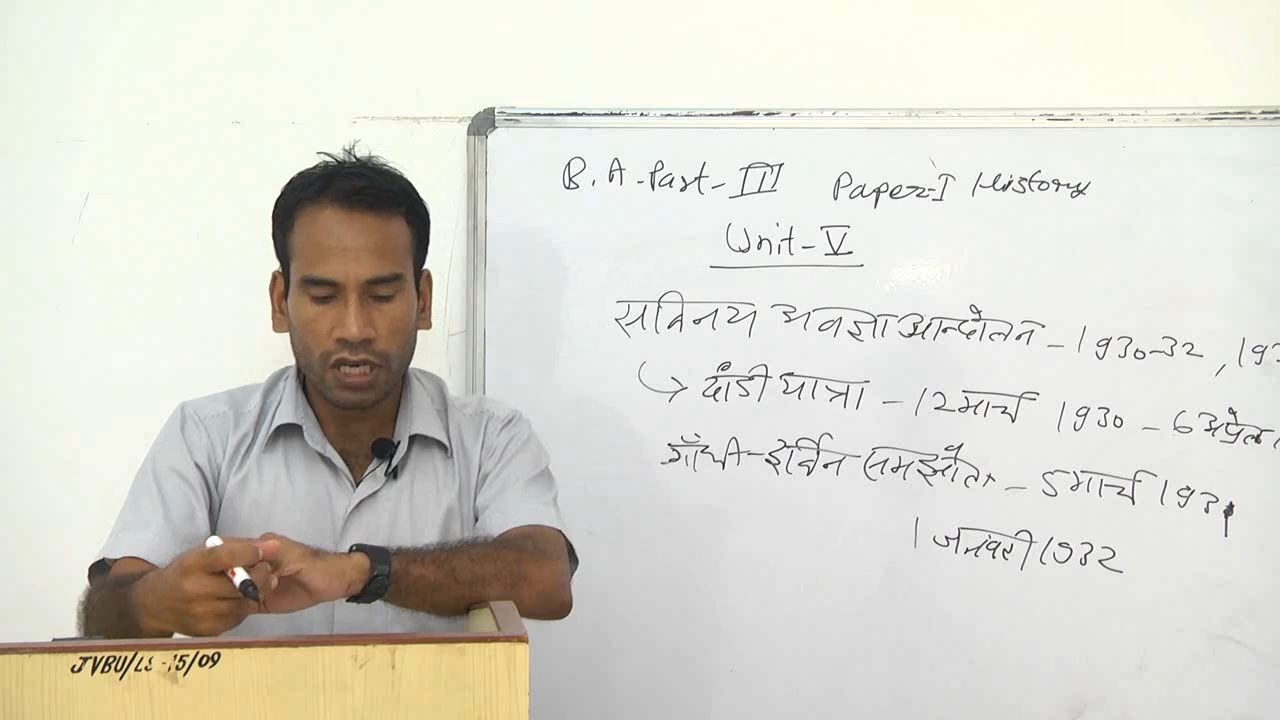 B.A. Part-III Paper-I History
Unit-V
सविनय अवज्ञा आन्दोलन - 1930-32, 193
दांडी यात्रा - 12 मार्च 1930 - 6 अप्रेल
गाँधी-इर्विन समझौता - 5 मार्च 1931
1 जनवरी 1932
JVBU/LS-15/09